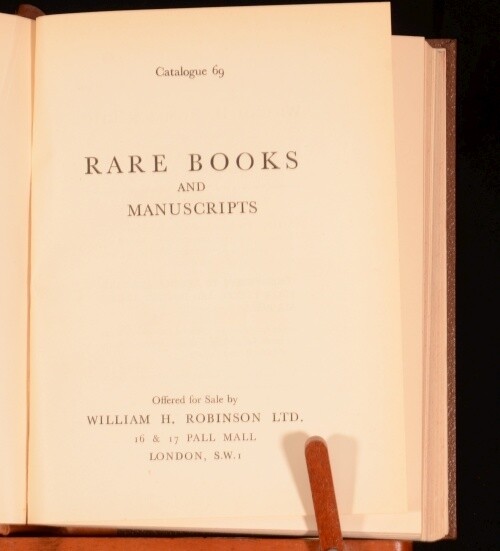 Catalogue 69
RARE BOOKS
AND
MANUSCRIPTS
Offered for Sale by
WILLIAM H. ROBINSON LTD.
16 & 17 PALL MALL
LONDON, S.W.1